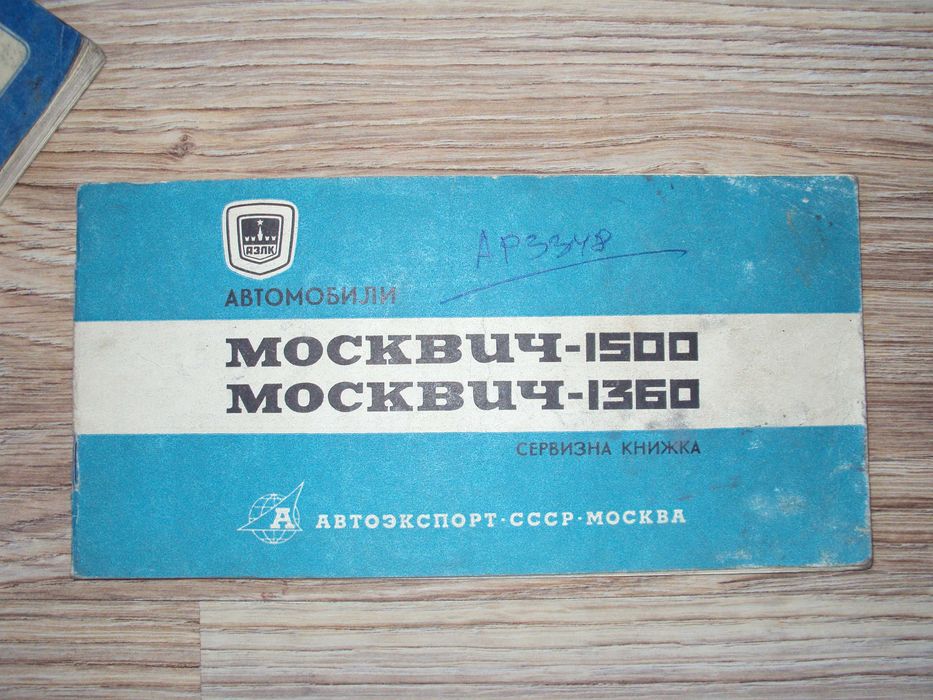 АЗЛК
АР3348
АВТОМОБИЛИ
МОСКВИЧ-1500
МОСКВИЧ-1360
СЕРВИЗНА КНИЖКА
А АВТОЭКСПОРТ·СССР·МОСКВА